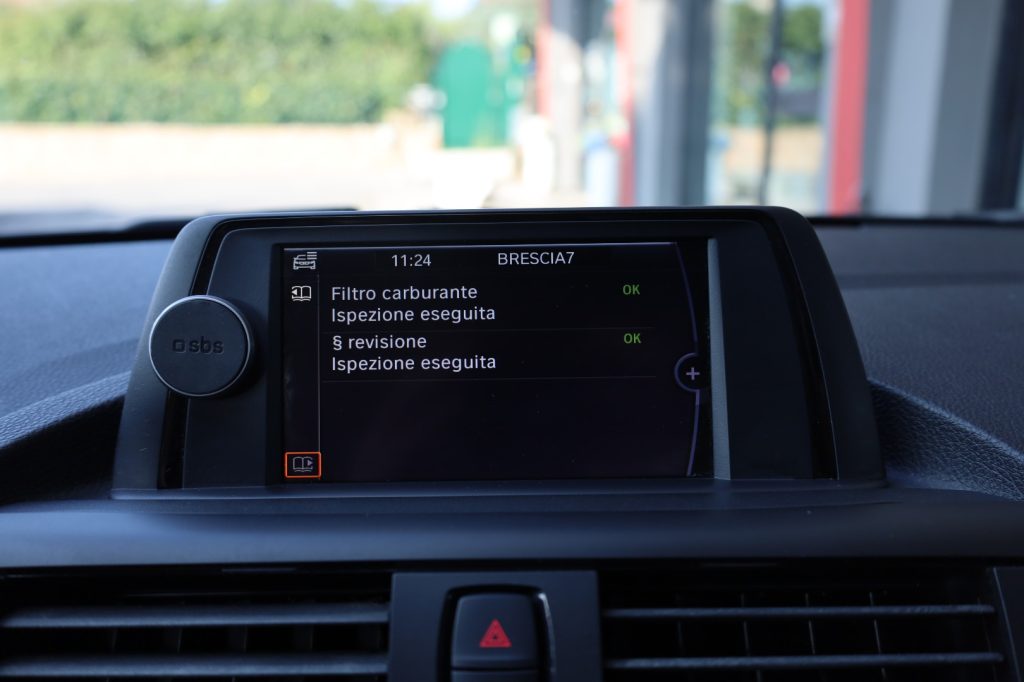 11:24 BRESCIA7
Filtro carburante OK
Ispezione eseguita
§ revisione OK
Ispezione eseguita
sbs